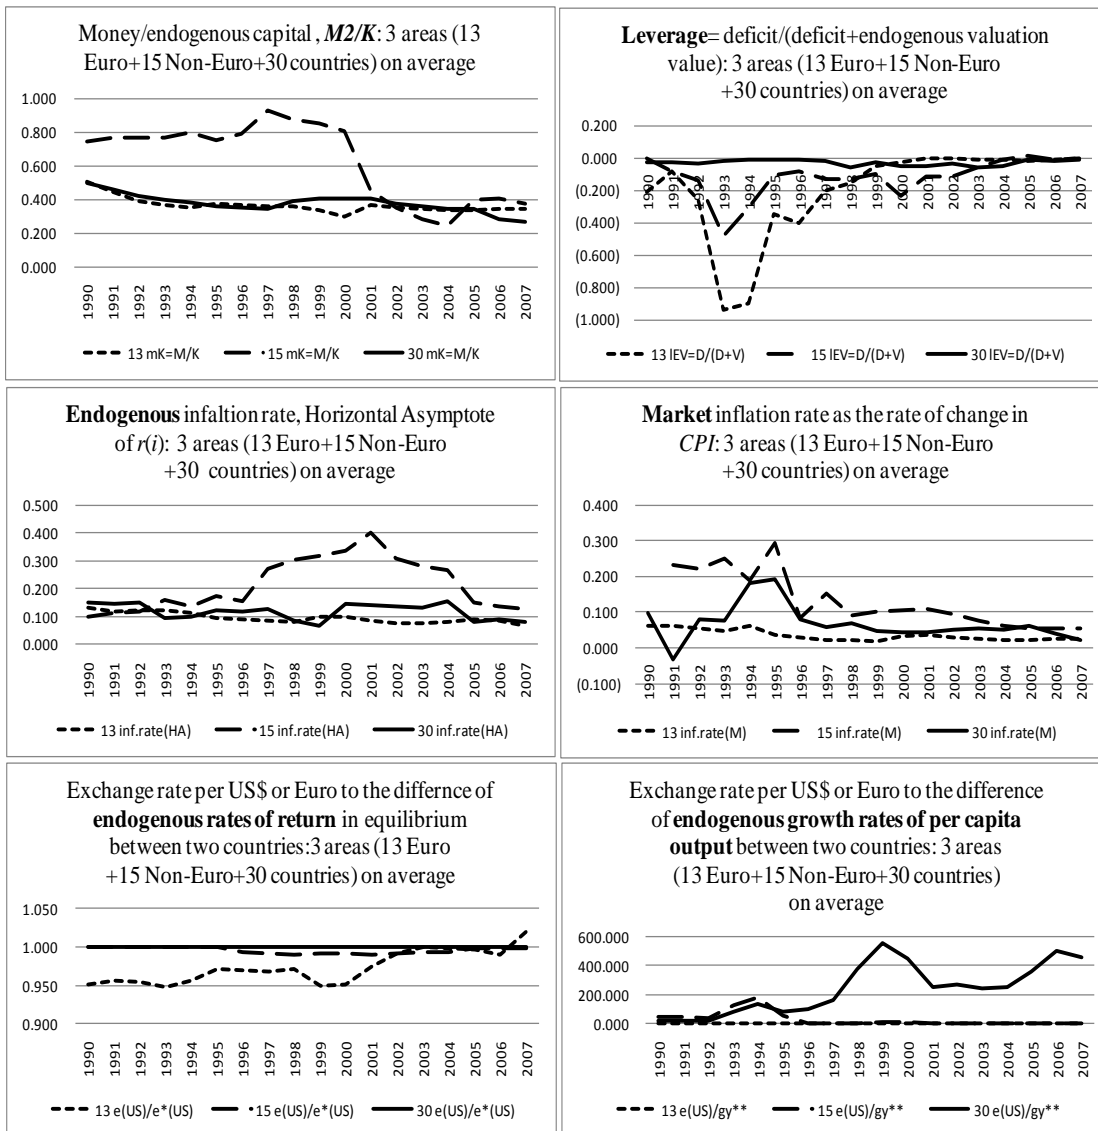 Money/endogenous capital , M2/K: 3 areas (13
Euro+15 Non-Euro+30 countries) on average
1.000
0.800
0.600
0.400
0.200
0.000
1990 1991 1992 1993 1994 1995 1996 1997 1998 1999 2000 2001 2002 2003 2004 2005 2006 2007
13 mK=M/K 15 mK=M/K 30 mK=M/K
Leverage= deficit/(deficit+endogenous valuation
value): 3 areas (13 Euro+15 Non-Euro
+30 countries) on average
0.200
0.000
(0.200)
(0.400)
(0.600)
(0.800)
(1.000)
1990 1991 1992 1993 1994 1995 1996 1997 1998 1999 2000 2001 2002 2003 2004 2005 2006 2007
13 lEV=D/(D+V) 15 lEV=D/(D+V) 30 lEV=D/(D+V)
Endogenous infaltion rate, Horizontal Asymptote
of r(i): 3 areas (13 Euro+15 Non-Euro
+30 countries) on average
0.500
0.400
0.300
0.200
0.100
0.000
1990 1991 1992 1993 1994 1995 1996 1997 1998 1999 2000 2001 2002 2003 2004 2005 2006 2007
13 inf.rate(HA) 15 inf.rate(HA) 30 inf.rate(HA)
Market inflation rate as the rate of change in
CPI: 3 areas (13 Euro+15 Non-Euro
+30 countries) on average
0.400
0.300
0.200
0.100
0.000
(0.100)
1990 1991 1992 1993 1994 1995 1996 1997 1998 1999 2000 2001 2002 2003 2004 2005 2006 2007
13 inf.rate(M) 15 inf.rate(M) 30 inf.rate(M)
Exchange rate per US$ or Euro to the differnce of
endogenous rates of return in equilibrium
between two countries:3 areas (13 Euro
+15 Non-Euro+30 countries) on average
1.050
1.000
0.950
0.900
1990 1991 1992 1993 1994 1995 1996 1997 1998 1999 2000 2001 2002 2003 2004 2005 2006 2007
13 e(US)/e*(US) 15 e(US)/e*(US) 30 e(US)/e*(US)
Exchange rate per US$ or Euro to the difference
of endogenous growth rates of per capita
output between two countries: 3 areas
(13 Euro+15 Non-Euro+30 countries)
on average
600.000
400.000
200.000
0.000
1990 1991 1992 1993 1994 1995 1996 1997 1998 1999 2000 2001 2002 2003 2004 2005 2006 2007
13 e(US)/gy** 15 e(US)/gy** 30 e(US)/gy**